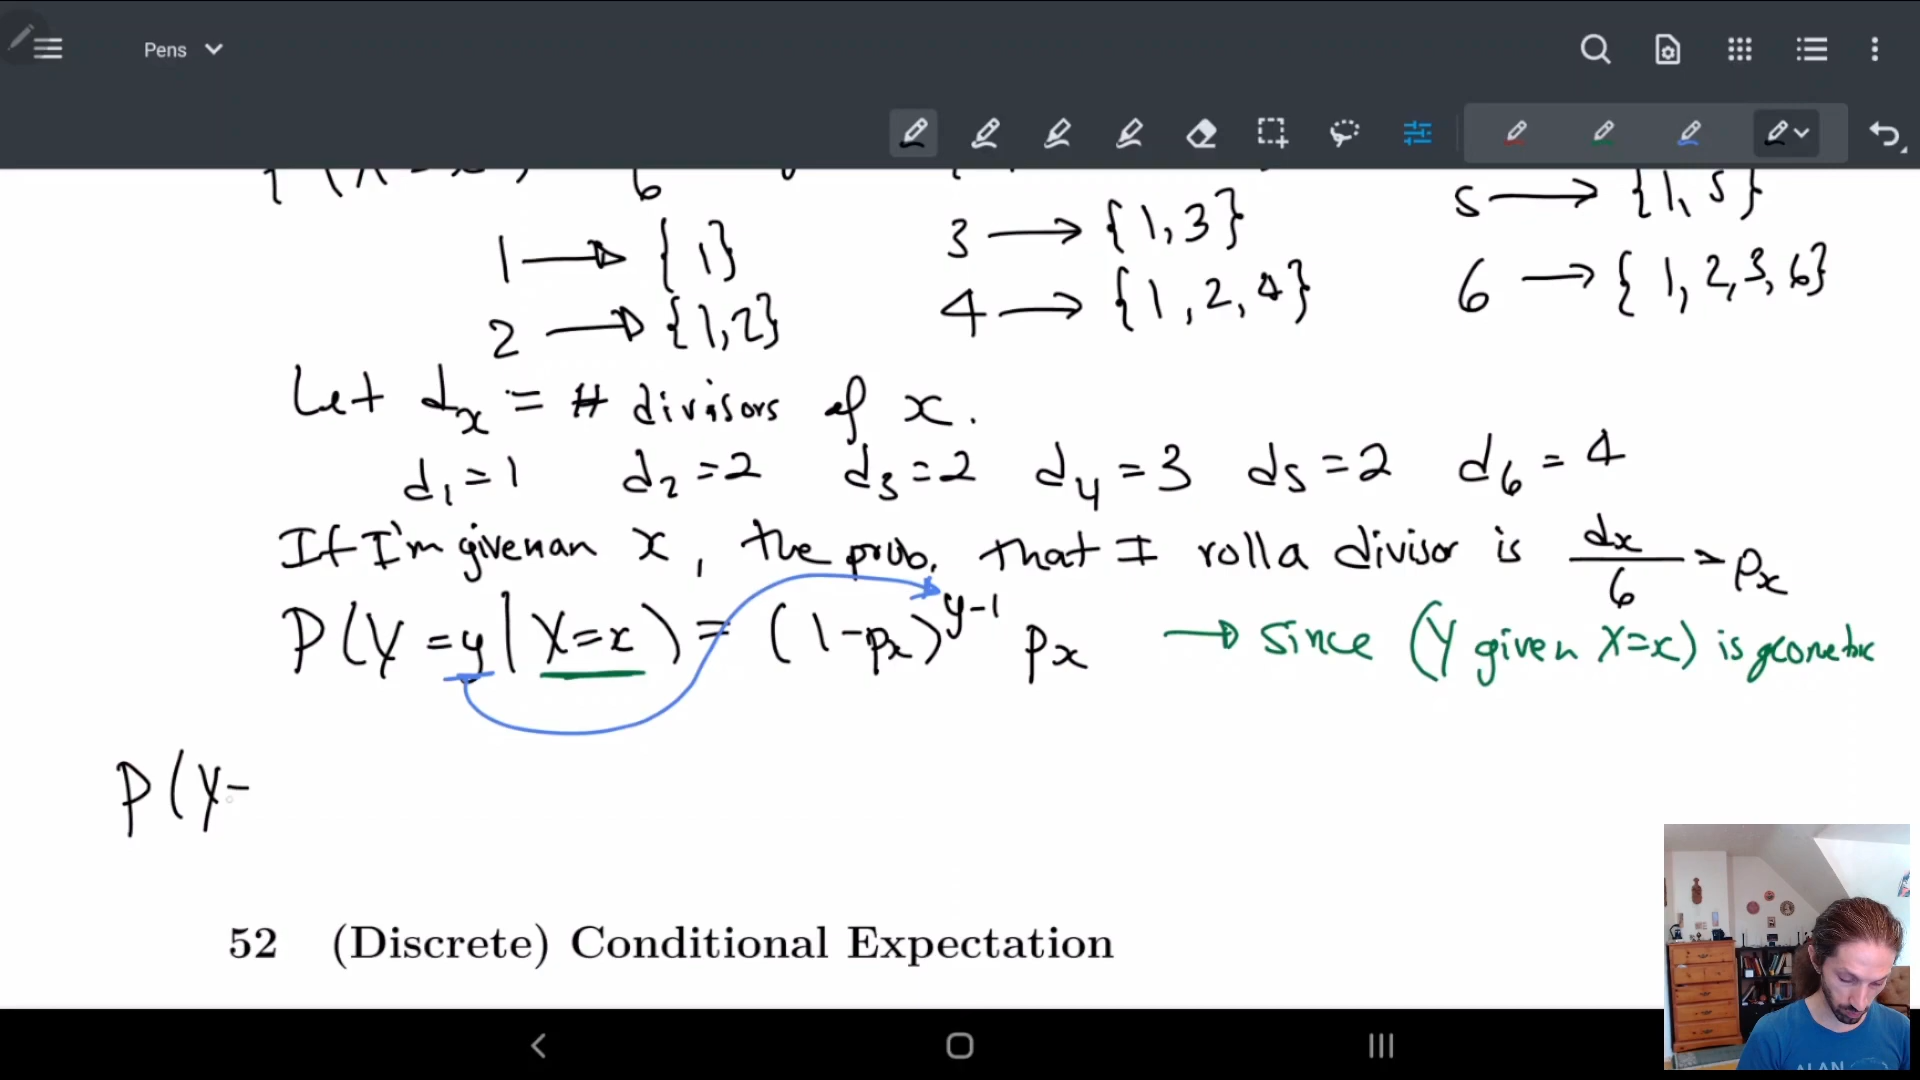 Pens
6
1 → {1} 3 → {1,3} 5 → {1,5}
2 → {1,2} 4 → {1,2,4} 6 → {1,2,3,6}
Let dx = # divisors of x.
d1=1 d2=2 d3=2 d4=3 d5=2 d6=4
If I'm given an x, the prob. that I roll a divisor is dx/6 = px
P(Y=y|X=x) = (1-px)^y-1 px → since (Y given X=x) is geometric
P(Y=
52 (Discrete) Conditional Expectation
ALAN